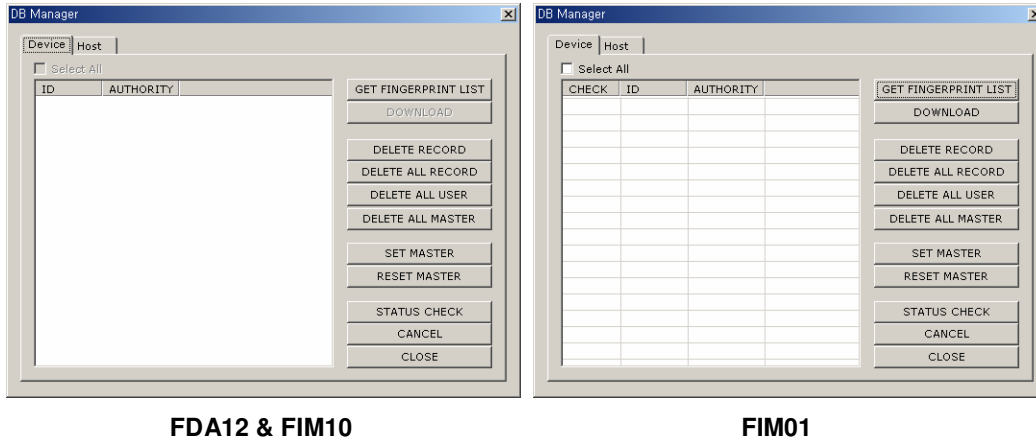 DB Manager
Device Host
Select All
ID AUTHORITY
GET FINGERPRINT LIST
DOWNLOAD
DELETE RECORD
DELETE ALL RECORD
DELETE ALL USER
DELETE ALL MASTER
SET MASTER
RESET MASTER
STATUS CHECK
CANCEL
CLOSE
FDA12 & FIM10
DB Manager
Device Host
Select All
CHECK ID AUTHORITY
GET FINGERPRINT LIST
DOWNLOAD
DELETE RECORD
DELETE ALL RECORD
DELETE ALL USER
DELETE ALL MASTER
SET MASTER
RESET MASTER
STATUS CHECK
CANCEL
CLOSE
FIM01